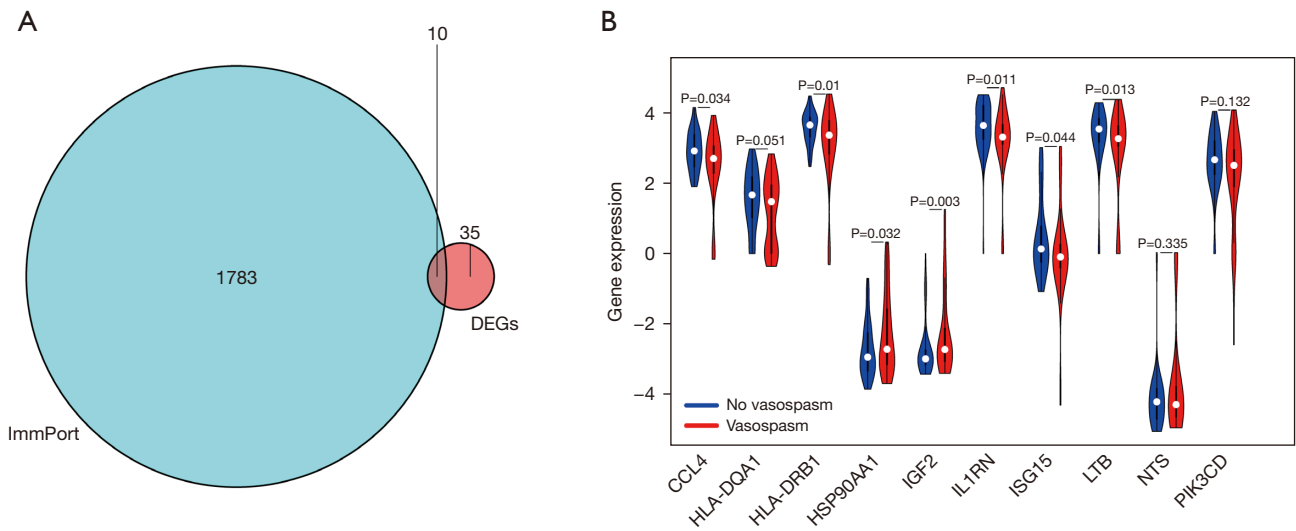 A
10
1783
35
DEGs
ImmPort
B
Gene expression
4
2
0
−2
−4
P=0.034
P=0.051
P=0.01
P=0.032
P=0.003
P=0.011
P=0.044
P=0.013
P=0.335
P=0.132
No vasospasm
Vasospasm
CCL4
HLA-DQA1
HLA-DRB1
HSP90AA1
IGF2
IL1RN
ISG15
LTB
NTS
PIK3CD